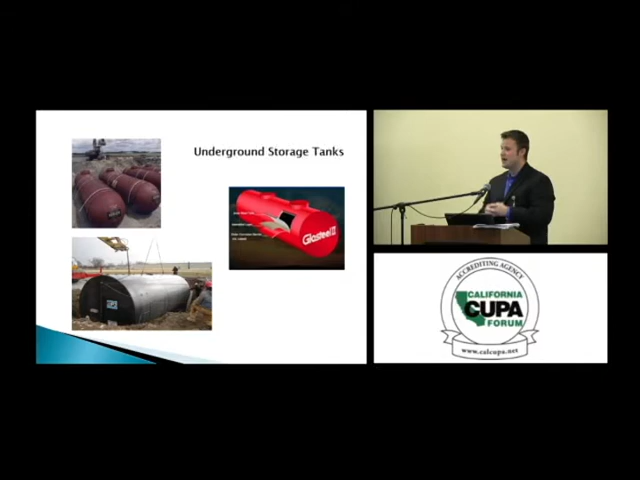 Underground Storage Tanks
Glasteel II
ACCREDITING AGENCY
CALIFORNIA
CUPA
FORUM
www.calcupa.net